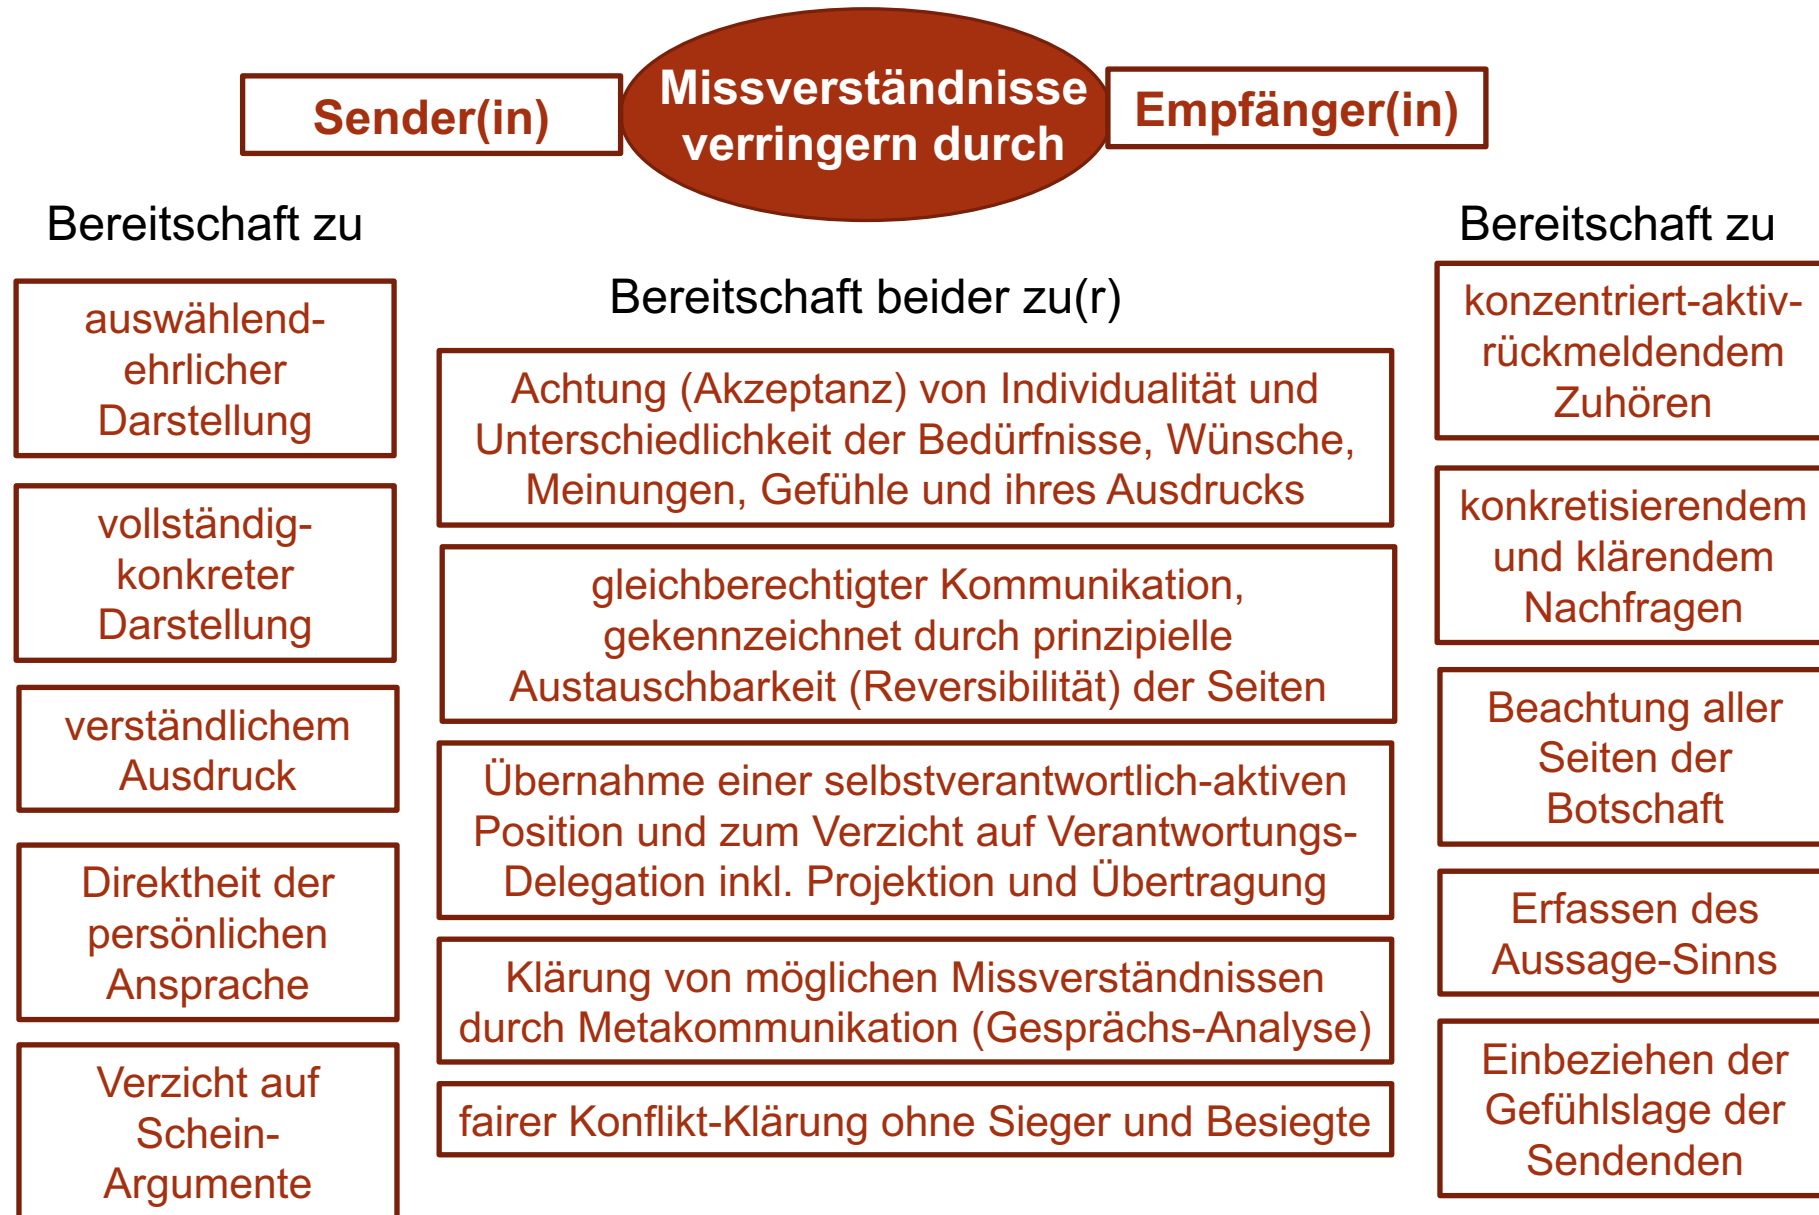 Sender(in)
Missverständnisse
verringern durch
Empfänger(in)
Bereitschaft zu
auswählend-
ehrlicher
Darstellung
vollständig-
konkreter
Darstellung
verständlichem
Ausdruck
Direktheit der
persönlichen
Ansprache
Verzicht auf
Schein-
Argumente
Bereitschaft beider zu(r)
Achtung (Akzeptanz) von Individualität und
Unterschiedlichkeit der Bedürfnisse, Wünsche,
Meinungen, Gefühle und ihres Ausdrucks
gleichberechtigter Kommunikation,
gekennzeichnet durch prinzipielle
Austauschbarkeit (Reversibilität) der Seiten
Übernahme einer selbstverantwortlich-aktiven
Position und zum Verzicht auf Verantwortungs-
Delegation inkl. Projektion und Übertragung
Klärung von möglichen Missverständnissen
durch Metakommunikation (Gesprächs-Analyse)
fairer Konflikt-Klärung ohne Sieger und Besiegte
Bereitschaft zu
konzentriert-aktiv-
rückmeldendem
Zuhören
konkretisierendem
und klärendem
Nachfragen
Beachtung aller
Seiten der
Botschaft
Erfassen des
Aussage-Sinns
Einbeziehen der
Gefühlslage der
Sendenden